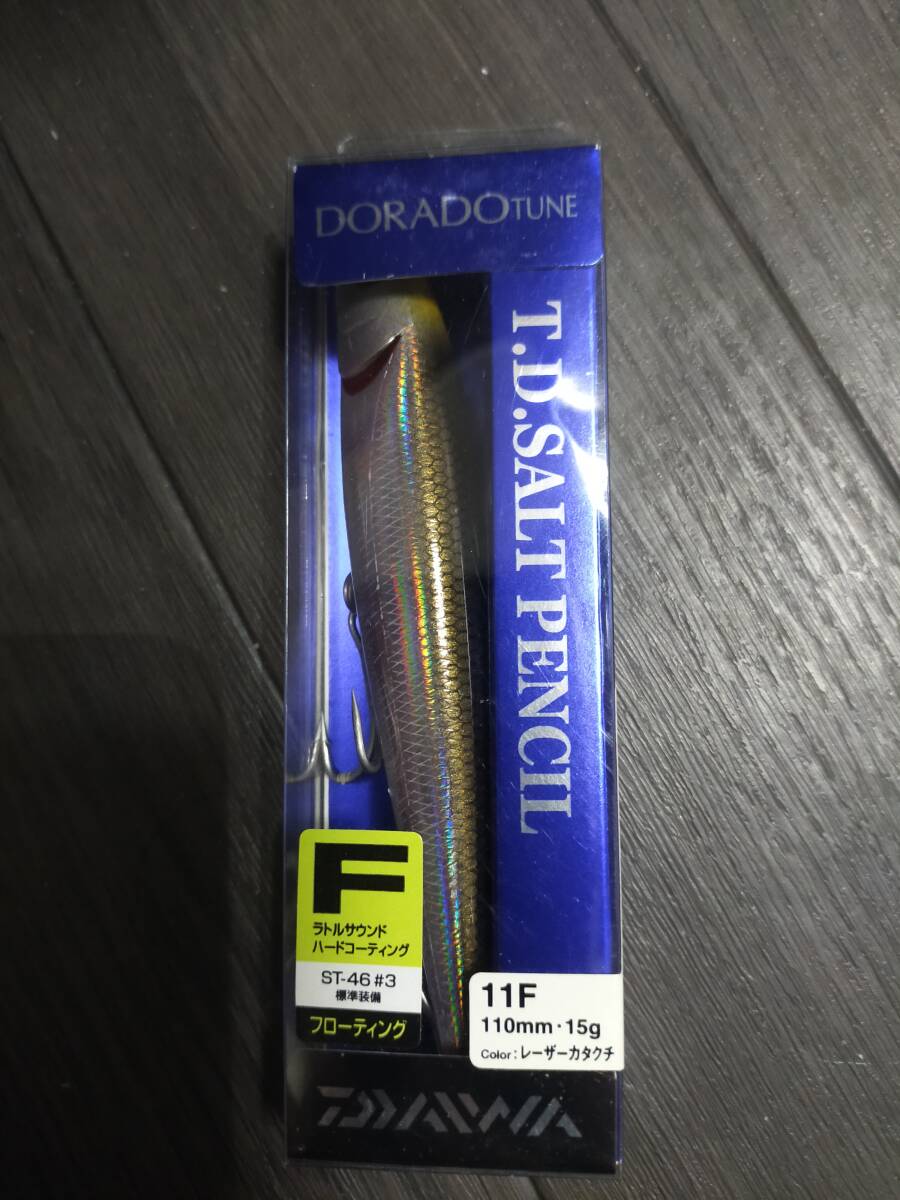 DORADO TUNE
T.D.SALT PENCIL
F
ラトルサウンド
ハードコーティング
ST-46 #3
標準装備
フローティング
11F
110mm・15g
Color：レーザーカタクチ
DAIWA